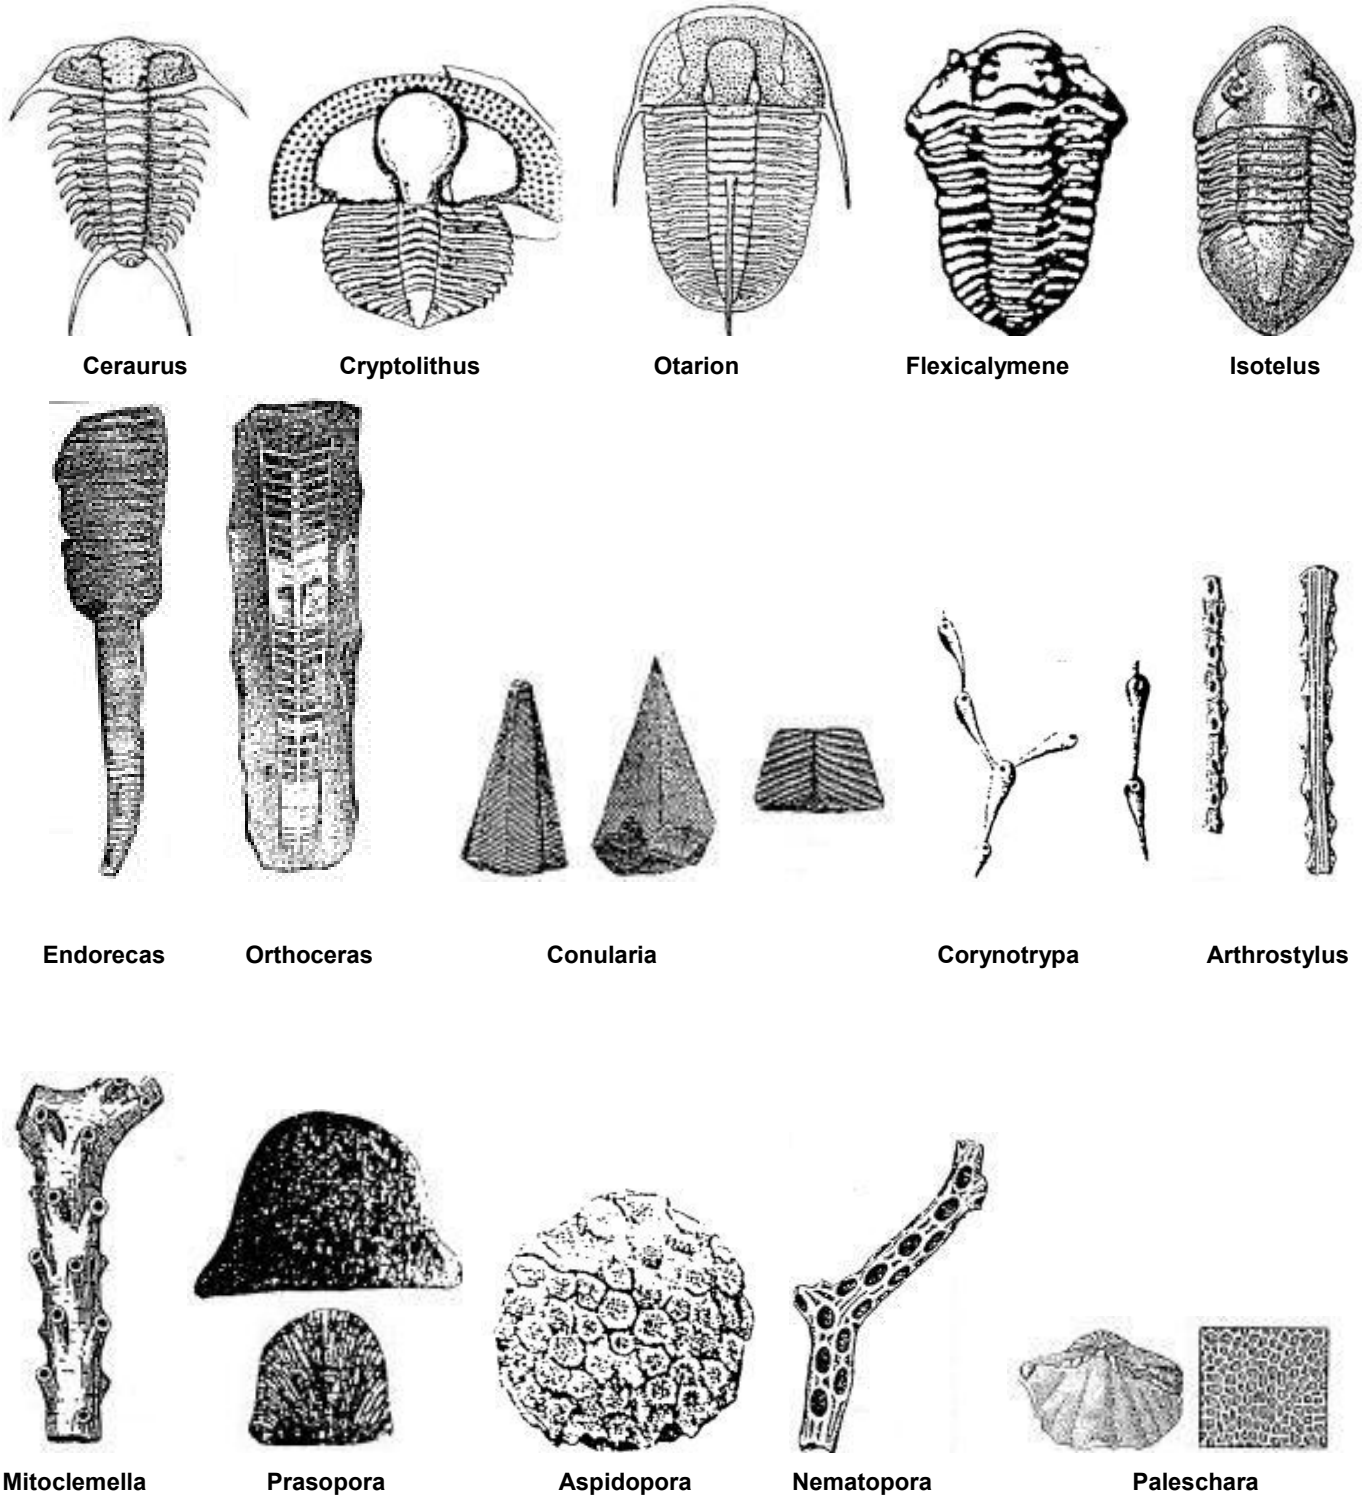 Ceraurus Cryptolithus Otarion Flexicalymene Isotelus
Endorecas Orthoceras Conularia Corynotrypa Arthrostylus
Mitoclemella Prasopora Aspidopora Nematopora Paleschara